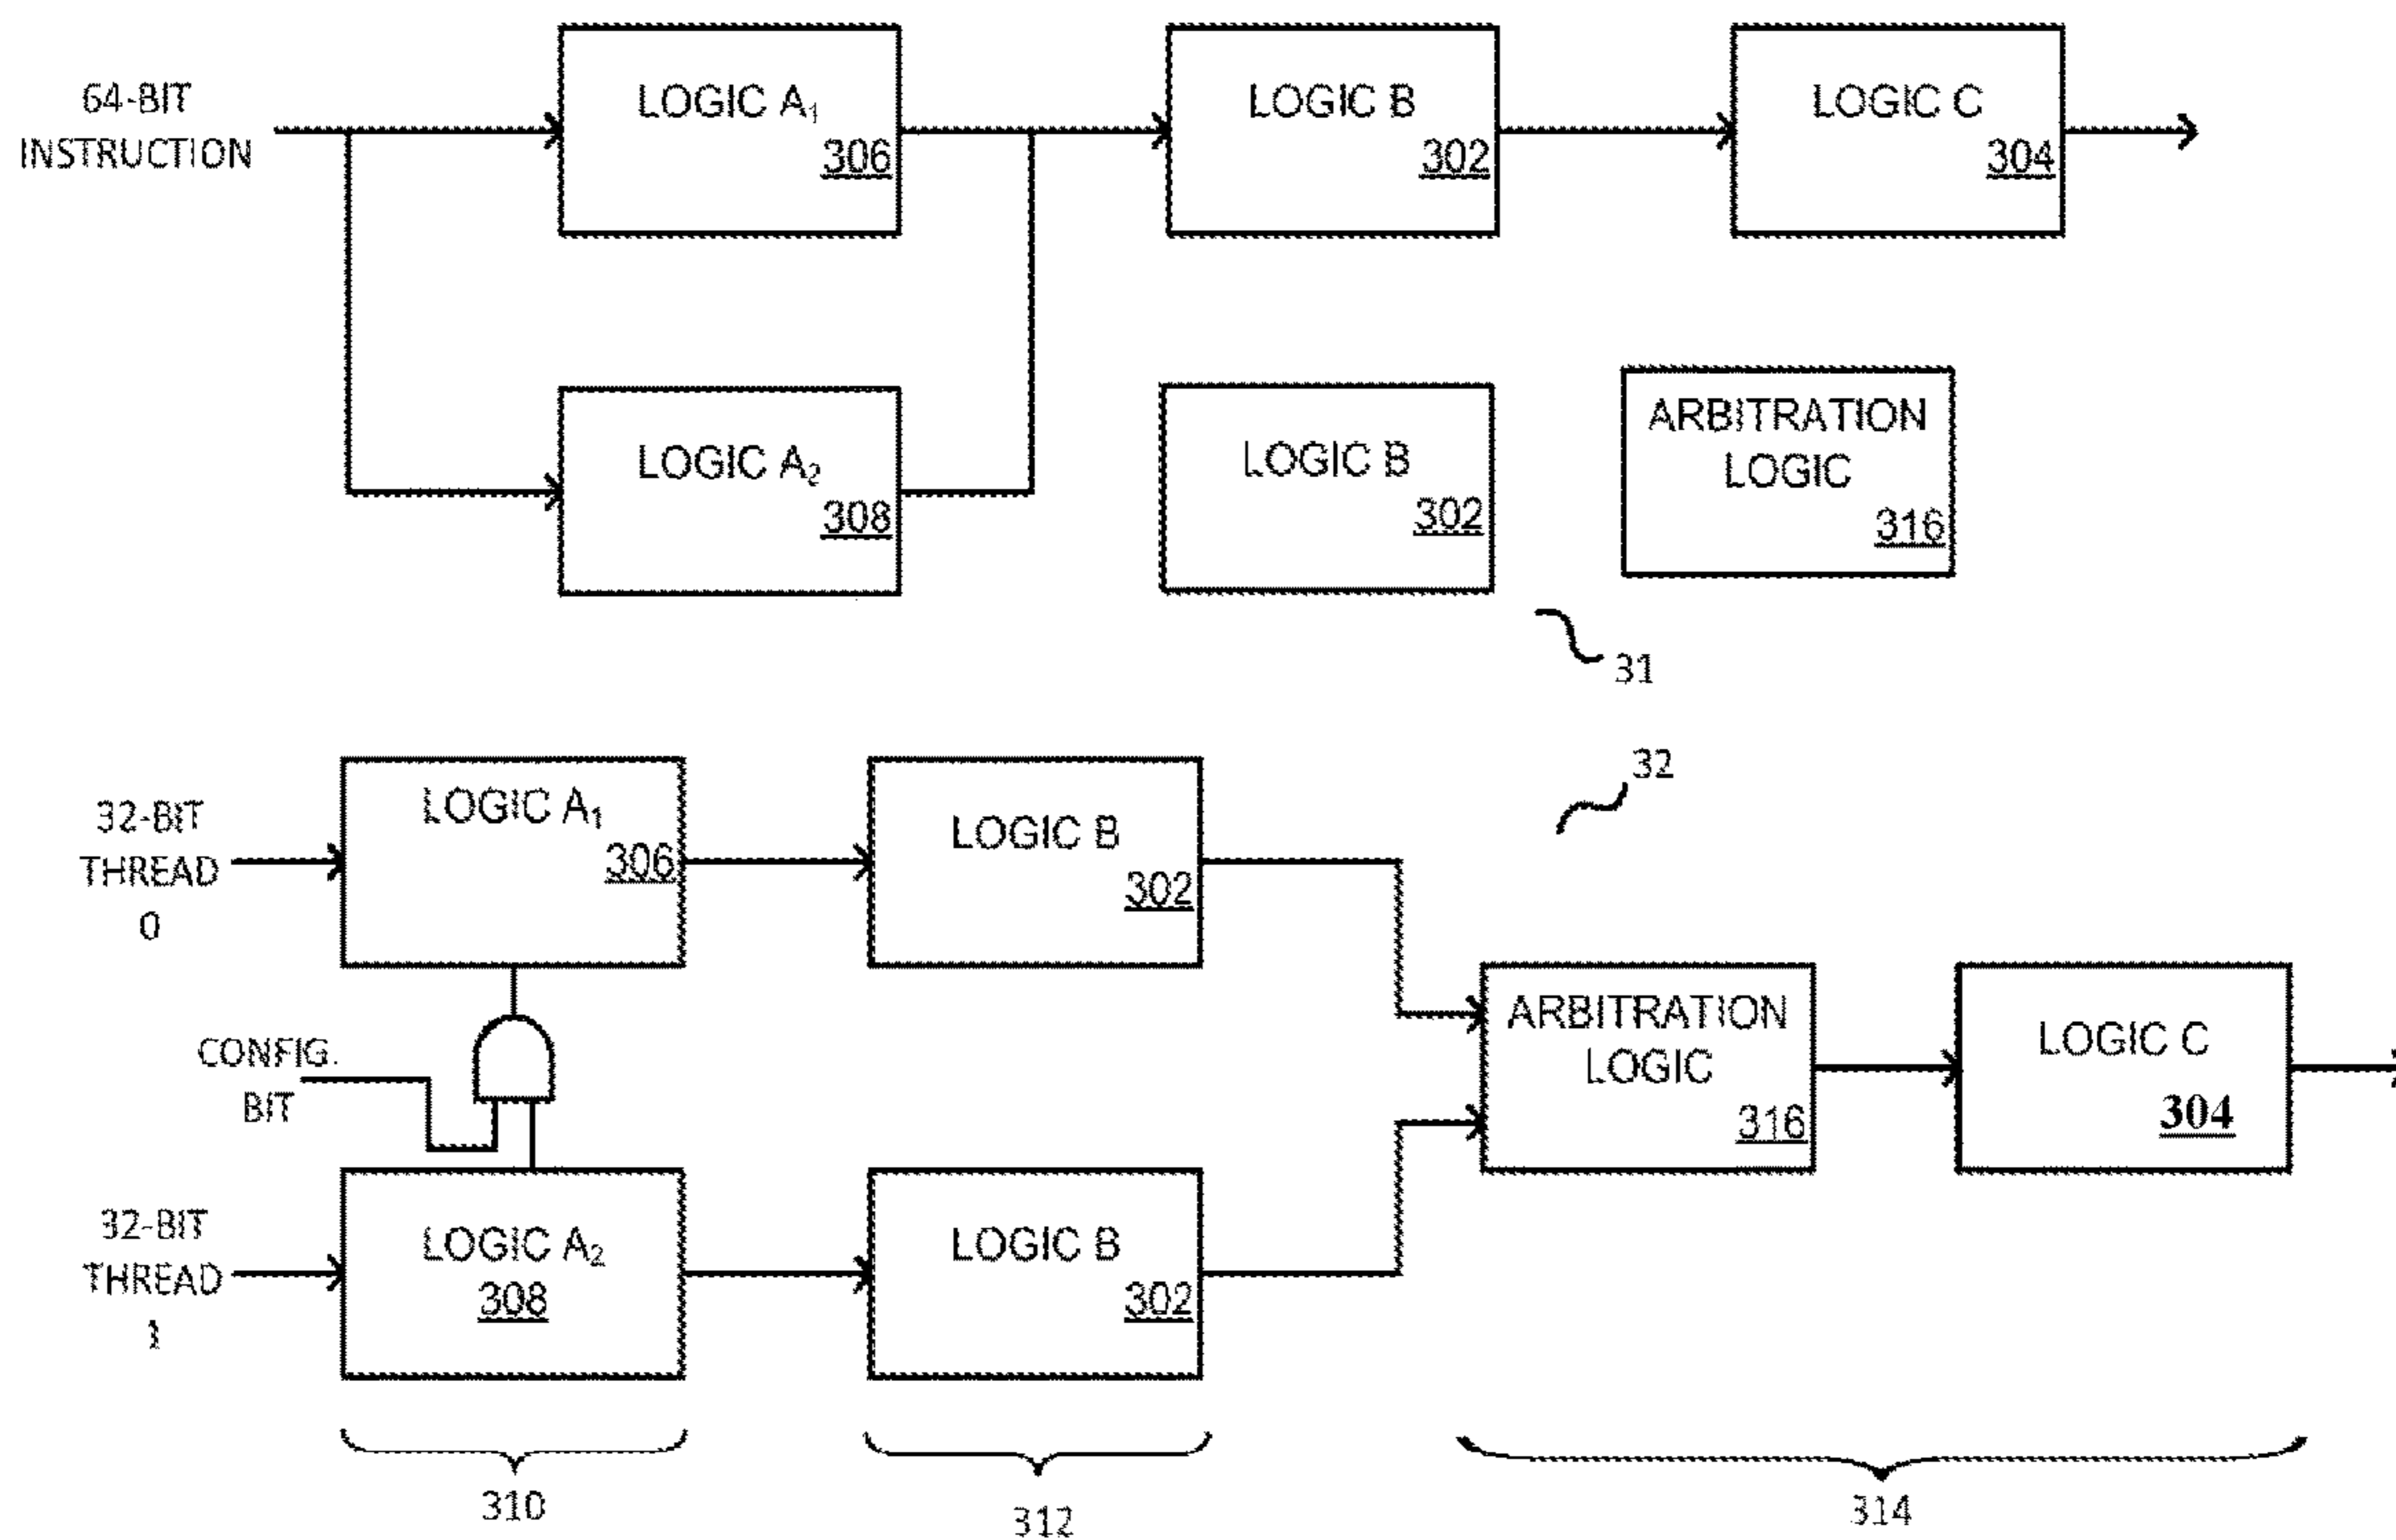 64-BIT
INSTRUCTION
LOGIC A₁
306
LOGIC B
302
LOGIC C
304
LOGIC A₂
308
LOGIC B
302
ARBITRATION
LOGIC
316
31
32
32-BIT
THREAD
0
LOGIC A₁
306
LOGIC B
302
CONFIG.
BIT
ARBITRATION
LOGIC
316
LOGIC C
304
32-BIT
THREAD
1
LOGIC A₂
308
LOGIC B
302
310
312
314